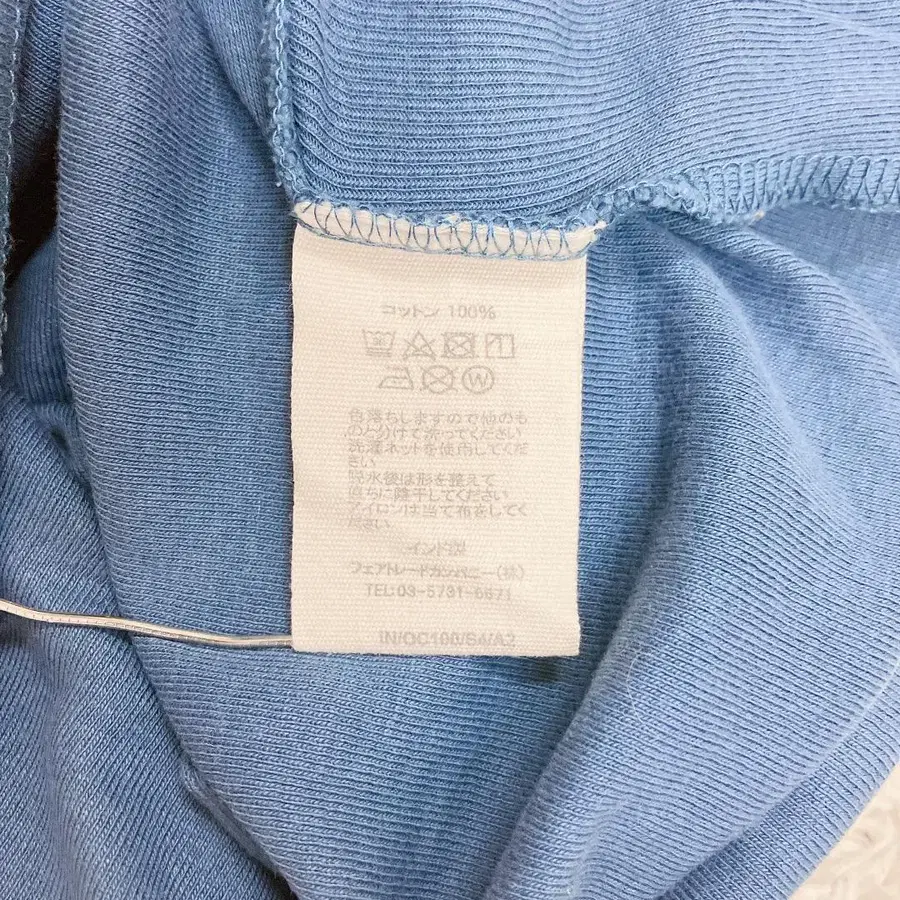 コットン 100%
色落ちしますので他のも
のと分けて洗ってください
洗濯ネットを使用してくだ
さい
脱水後は形を整えて
直ちに陰干してください
アイロンは当て布をしてく
インド製
フェアトレードカンパニー(株)
TEL:03-5731-6671
IN/OC100/S4/A2